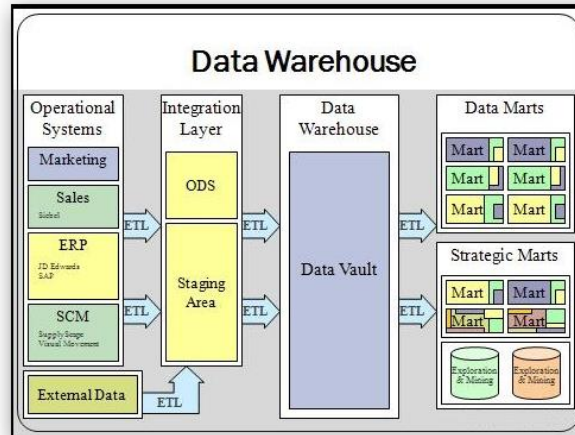 Data Warehouse
Operational
Systems
Marketing
Sales
Siebel
ERP
JD Edwards
SAP
SCM
SupplyScape
Visual Movement
External Data
ETL
ETL
ETL
Integration
Layer
ODS
Staging
Area
ETL
ETL
Data
Warehouse
Data Vault
ETL
ETL
Data Marts
Mart Mart
Mart Mart
Mart Mart
Strategic Marts
Mart Mart
Mart Mart
Exploration
& Mining
Exploration
& Mining